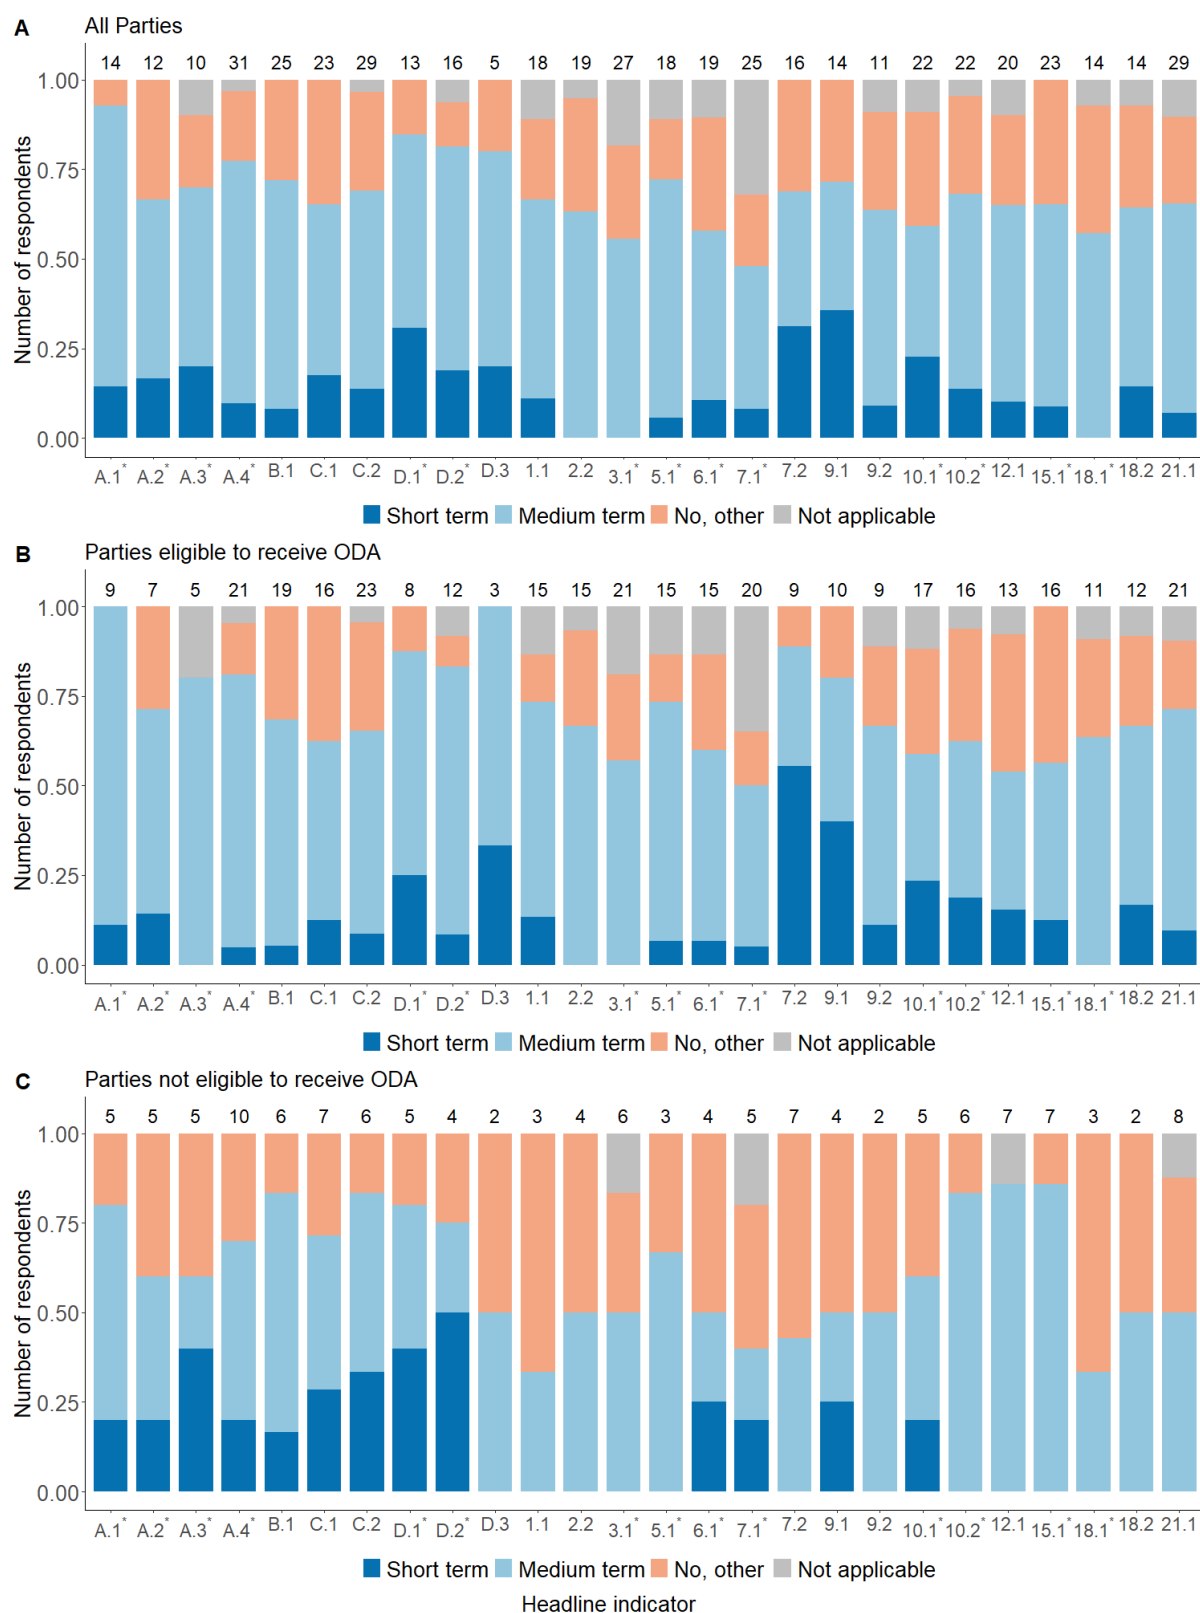 A All Parties
14 12 10 31 25 23 29 13 16 5 18 19 27 18 19 25 16 14 11 22 22 20 23 14 14 29
Number of respondents
1.00
0.75
0.50
0.25
0.00
A.1* A.2* A.3* A.4* B.1 C.1 C.2 D.1* D.2* D.3 1.1 2.2 3.1* 5.1* 6.1* 7.1* 7.2 9.1 9.2 10.1* 10.2* 12.1 15.1* 18.1* 18.2 21.1
Short term Medium term No, other Not applicable
B Parties eligible to receive ODA
9 7 5 21 19 16 23 8 12 3 15 15 21 15 15 20 9 10 9 17 16 13 16 11 12 21
Number of respondents
1.00
0.75
0.50
0.25
0.00
A.1* A.2* A.3* A.4* B.1 C.1 C.2 D.1* D.2* D.3 1.1 2.2 3.1* 5.1* 6.1* 7.1* 7.2 9.1 9.2 10.1* 10.2* 12.1 15.1* 18.1* 18.2 21.1
Short term Medium term No, other Not applicable
C Parties not eligible to receive ODA
5 5 5 10 6 7 6 5 4 2 3 4 6 3 4 5 7 4 2 5 6 7 7 3 2 8
Number of respondents
1.00
0.75
0.50
0.25
0.00
A.1* A.2* A.3* A.4* B.1 C.1 C.2 D.1* D.2* D.3 1.1 2.2 3.1* 5.1* 6.1* 7.1* 7.2 9.1 9.2 10.1* 10.2* 12.1 15.1* 18.1* 18.2 21.1
Short term Medium term No, other Not applicable
Headline indicator